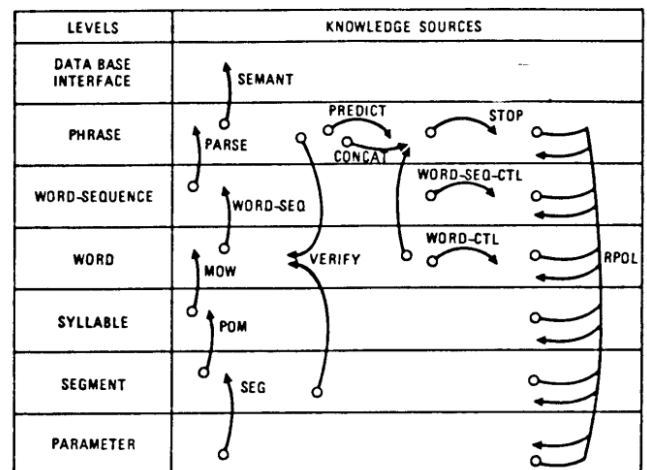 LEVELS
KNOWLEDGE SOURCES
DATA BASE
INTERFACE
SEMANT
PHRASE
PREDICT
STOP
PARSE
CONCAT
WORD-SEQUENCE
WORD-SEQ
WORD-SEQ-CTL
WORD
MOW
VERIFY
WORD-CTL
RPOL
SYLLABLE
POM
SEGMENT
SEG
PARAMETER